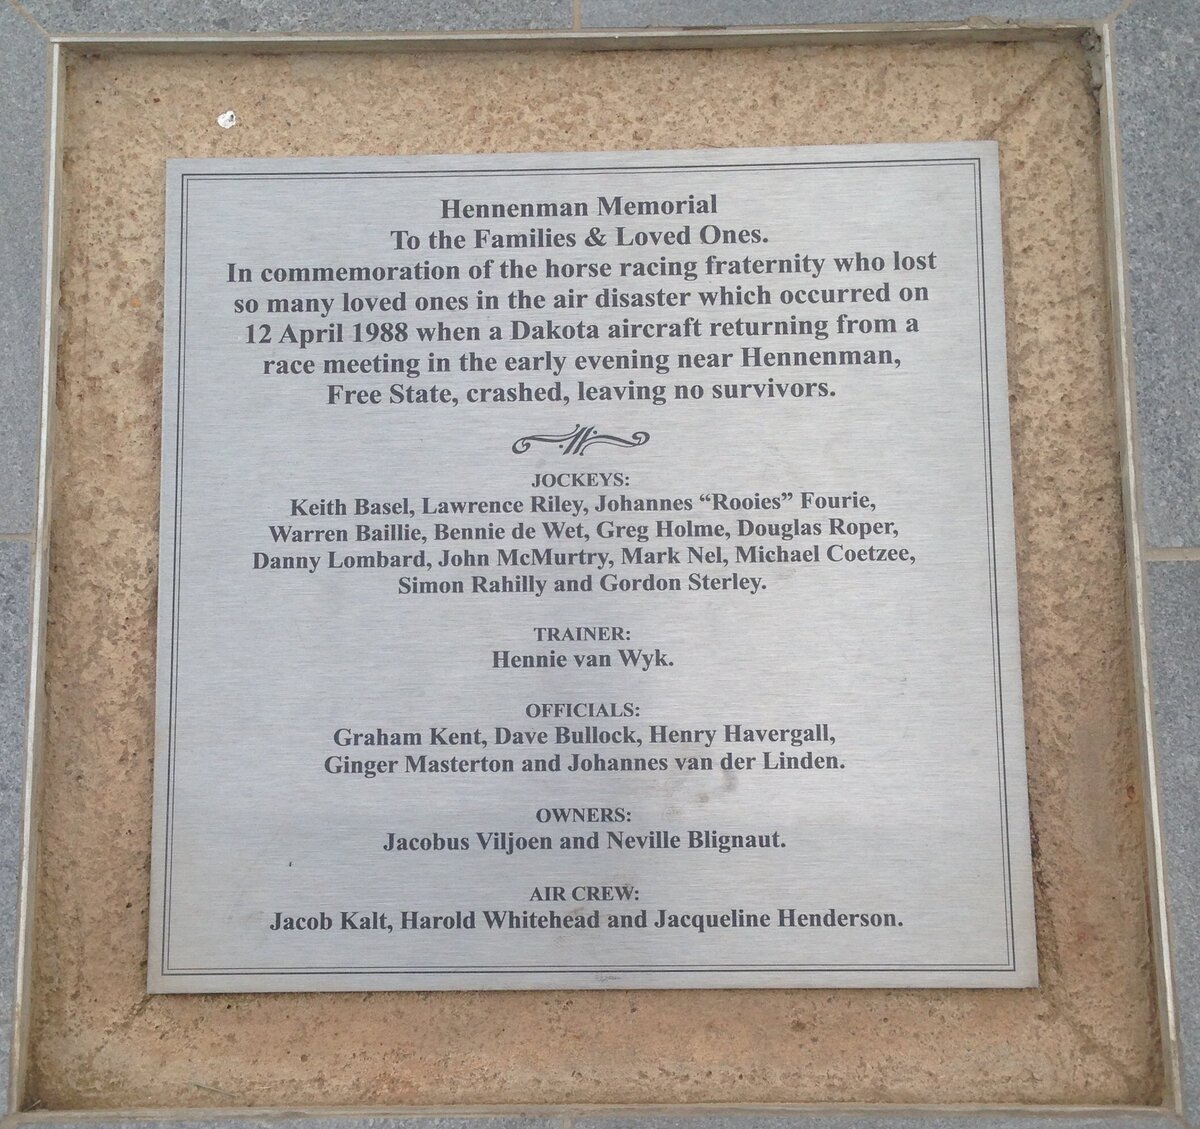 Hennenman Memorial
To the Families & Loved Ones.
In commemoration of the horse racing fraternity who lost
so many loved ones in the air disaster which occurred on
12 April 1988 when a Dakota aircraft returning from a
race meeting in the early evening near Hennenman,
Free State, crashed, leaving no survivors.
JOCKEYS:
Keith Basel, Lawrence Riley, Johannes “Rooies” Fourie,
Warren Baillie, Bennie de Wet, Greg Holme, Douglas Roper,
Danny Lombard, John McMurtry, Mark Nel, Michael Coetzee,
Simon Rahilly and Gordon Sterley.
TRAINER:
Hennie van Wyk.
OFFICIALS:
Graham Kent, Dave Bullock, Henry Havergall,
Ginger Masterton and Johannes van der Linden.
OWNERS:
Jacobus Viljoen and Neville Blignaut.
AIR CREW:
Jacob Kalt, Harold Whitehead and Jacqueline Henderson.